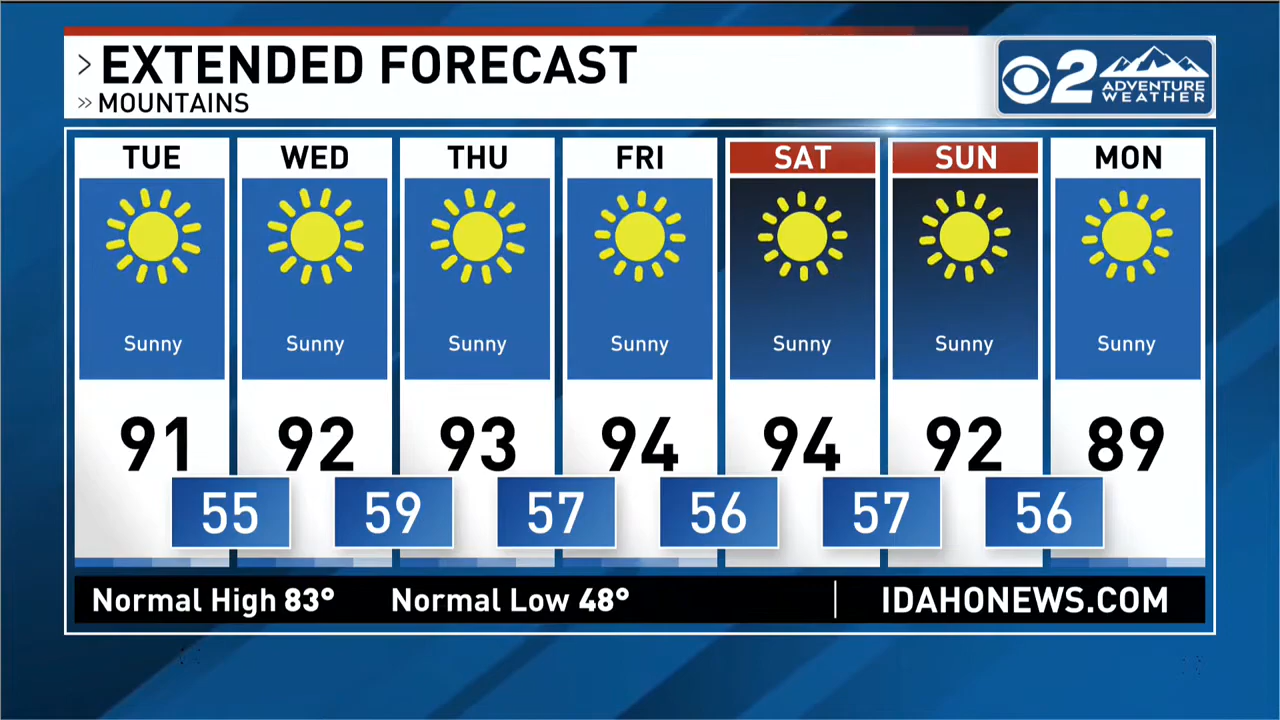 > EXTENDED FORECAST
» MOUNTAINS
2 ADVENTURE
WEATHER
TUE WED THU FRI SAT SUN MON
Sunny Sunny Sunny Sunny Sunny Sunny Sunny
91 92 93 94 94 92 89
55 59 57 56 57 56
Normal High 83° Normal Low 48° | IDAHONEWS.COM